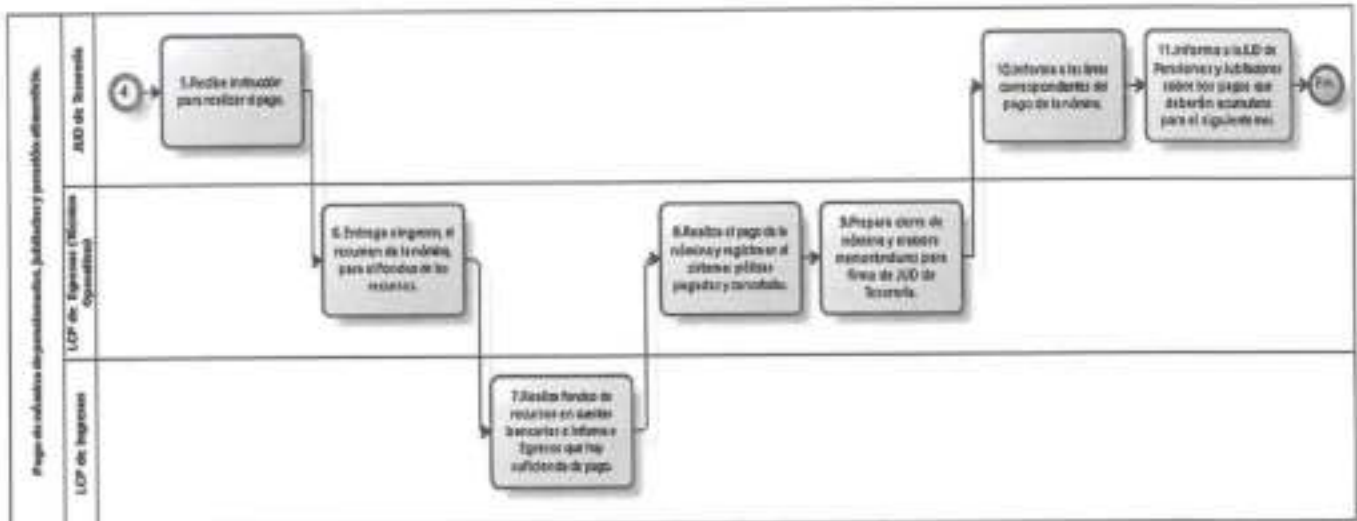 Pago de nómina de pensionados, jubilados y pensión alimenticia.
JUD de Tesorería
LCP de Egresos (Técnico
Operativo)
LCP de Ingresos
4
5.Recibe instrucción
para realizar el pago.
6. Entrega a Ingresos, el
resumen de la nómina,
para el fondeo de los
recursos.
7.Realiza fondeo de
recursos en cuentas
bancarias e informa a
Egresos que hay
suficiencia de pago.
8.Realiza el pago de la
nómina y registra en el
sistema: pólizas
pagadas y canceladas.
9.Prepara cierre de
nómina y elabora
memorándums para
firma de JUD de
Tesorería.
10.Informa a las áreas
correspondientes del
pago de la nómina.
11.Informa a la JUD de
Pensiones y Jubilaciones
sobre los pagos que
deberán acumularse
para el siguiente mes.
Fin